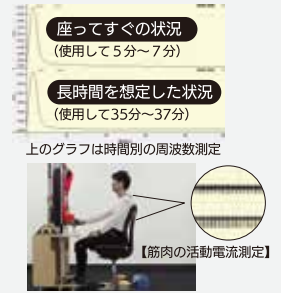 座ってすぐの状況
(使用して5分～7分)
長時間を想定した状況
(使用して35分～37分)
上のグラフは時間別の周波数測定
【筋肉の活動電流測定】